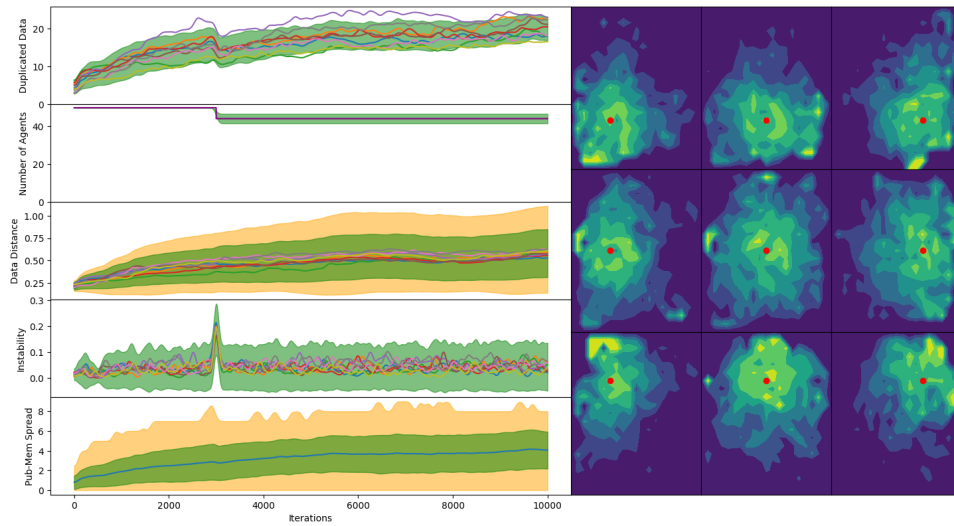 Duplicated Data
20
10
0
Number of Agents
40
20
0
Data Distance
1.00
0.75
0.50
0.25
Instability
0.3
0.2
0.1
0.0
Pub-Mem Spread
8
6
4
2
0
0 2000 4000 6000 8000 10000
Iterations